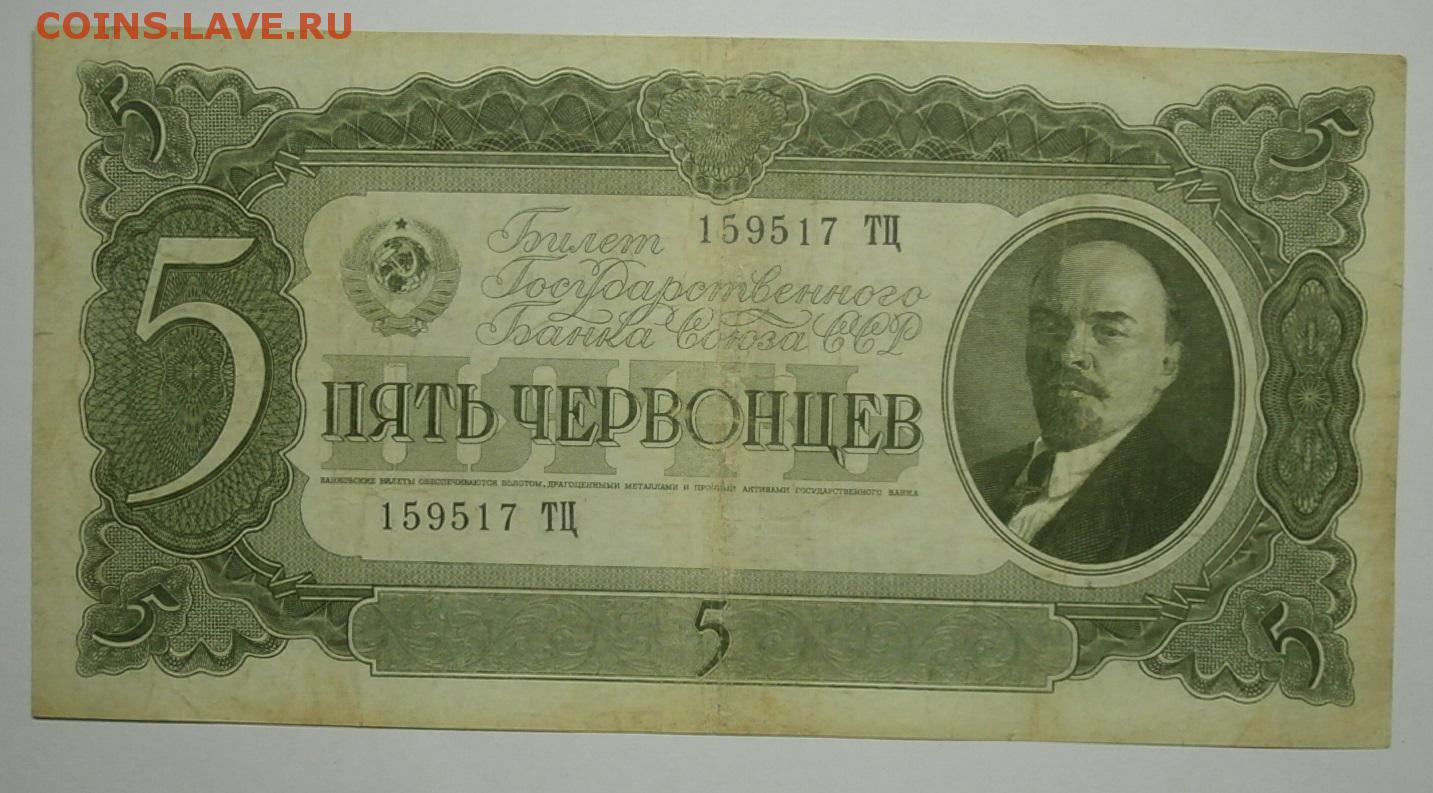 COINS.LAVE.RU
5 5
Билет 159517 ТЦ
Государственного
Банка Союза ССР
5
ПЯТЬ
ПЯТЬ ЧЕРВОНЦЕВ
БАНКОВСКИЕ БИЛЕТЫ ОБЕСПЕЧИВАЮТСЯ ЗОЛОТОМ, ДРАГОЦЕННЫМИ МЕТАЛЛАМИ И ПРОЧИМИ АКТИВАМИ ГОСУДАРСТВЕННОГО БАНКА
159517 ТЦ
5 5 5